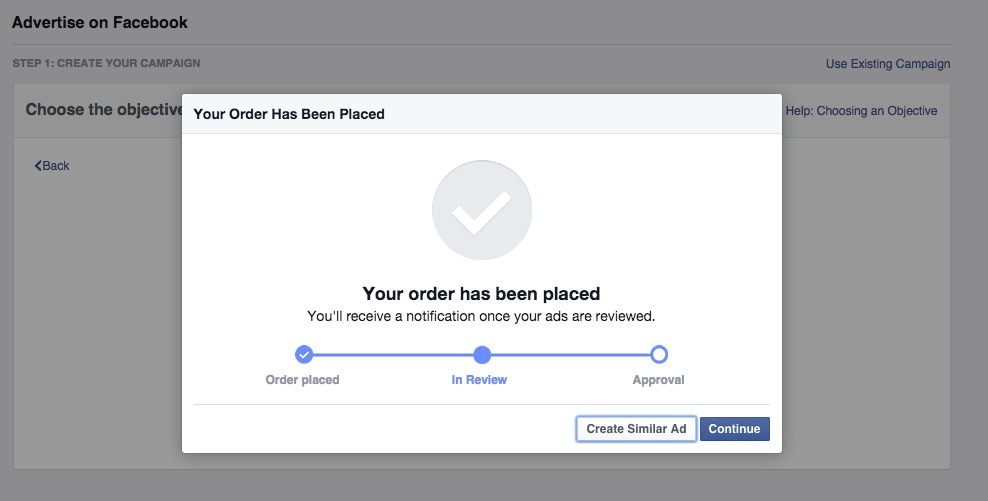 Advertise on Facebook
STEP 1: CREATE YOUR CAMPAIGN
Use Existing Campaign
Choose the objective
Help: Choosing an Objective
Back
Your Order Has Been Placed
Your order has been placed
You'll receive a notification once your ads are reviewed.
Order placed
In Review
Approval
Create Similar Ad
Continue